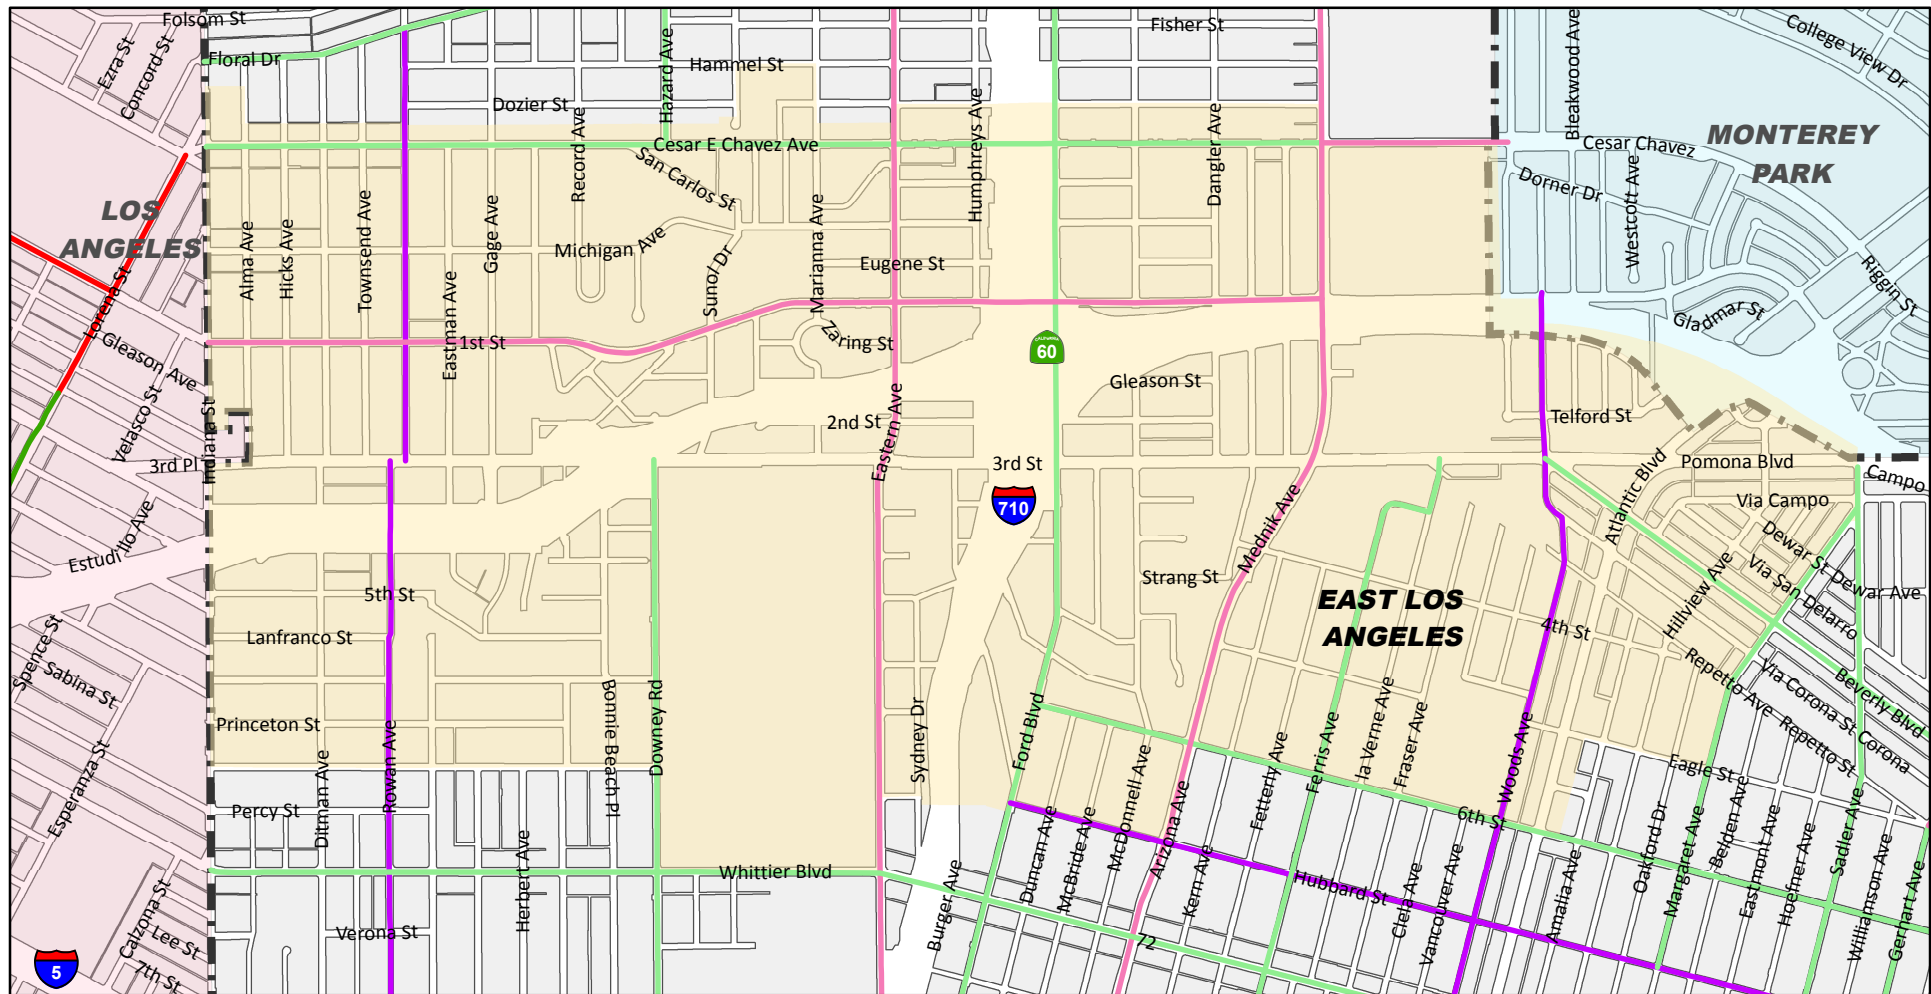 Folsom St
Fisher St
College View Dr
Ezra St
Concord St
Floral Dr
Hazard Ave
Hammel St
Bleakwood Ave
Dozier St
Record Ave
Humphreys Ave
Dangler Ave
Cesar E Chavez Ave
Cesar Chavez
MONTEREY
PARK
San Carlos St
Dorner Dr
Westcott Ave
LOS
ANGELES
Alma Ave
Hicks Ave
Townsend Ave
Gage Ave
Michigan Ave
Sunol Dr
Marianna Ave
Eugene St
Riggin St
Lorena St
Eastman Ave
Gladmar St
Gleason Ave
1st St
Zaring St
CALIFORNIA
60
Gleason St
Velasco St
Indiana St
2nd St
Eastern Ave
Telford St
3rd Pl
3rd St
Atlantic Blvd
Pomona Blvd
Campo
710
Mednik Ave
Via Campo
Estudillo Ave
Dewar St
Dewar Ave
Strang St
Via San Delarro
5th St
EAST LOS
ANGELES
Hillview Ave
4th St
Lanfranco St
Spence St
Sabina St
Repetto Ave
Via Corona St
Corona
Beverly Blvd
Princeton St
Rowan Ave
Bonnie Beach Pl
Downey Rd
Sydney Dr
Ford Blvd
la Verne Ave
Fraser Ave
Ferris Ave
Fetterly Ave
Woods Ave
Repetto St
Eagle St
Esperanza St
Percy St
Ditman Ave
McDonnell Ave
Arizona Ave
6th St
Oakford Dr
Margaret Ave
Belden Ave
Eastmont Ave
Hoefner Ave
Sadler Ave
Williamson Ave
Gerhart Ave
Herbert Ave
Whittier Blvd
Burger Ave
Duncan Ave
McBride Ave
Kern Ave
Hubbard St
Clela Ave
Vancouver Ave
Amalia Ave
Calzona St
Lee St
7th St
Verona St
72
5